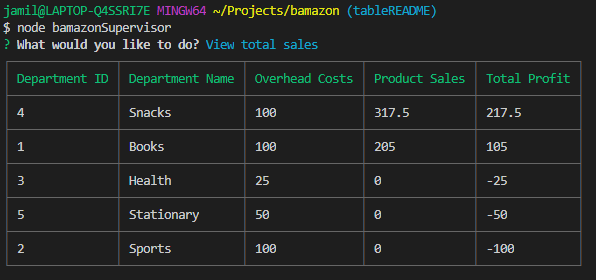 jamil@LAPTOP-Q4SSRI7E MINGW64 ~/Projects/bamazon (tableREADME)
$ node bamazonSupervisor
? What would you like to do? View total sales
Department ID Department Name Overhead Costs Product Sales Total Profit
4 Snacks 100 317.5 217.5
1 Books 100 205 105
3 Health 25 0 -25
5 Stationary 50 0 -50
2 Sports 100 0 -100